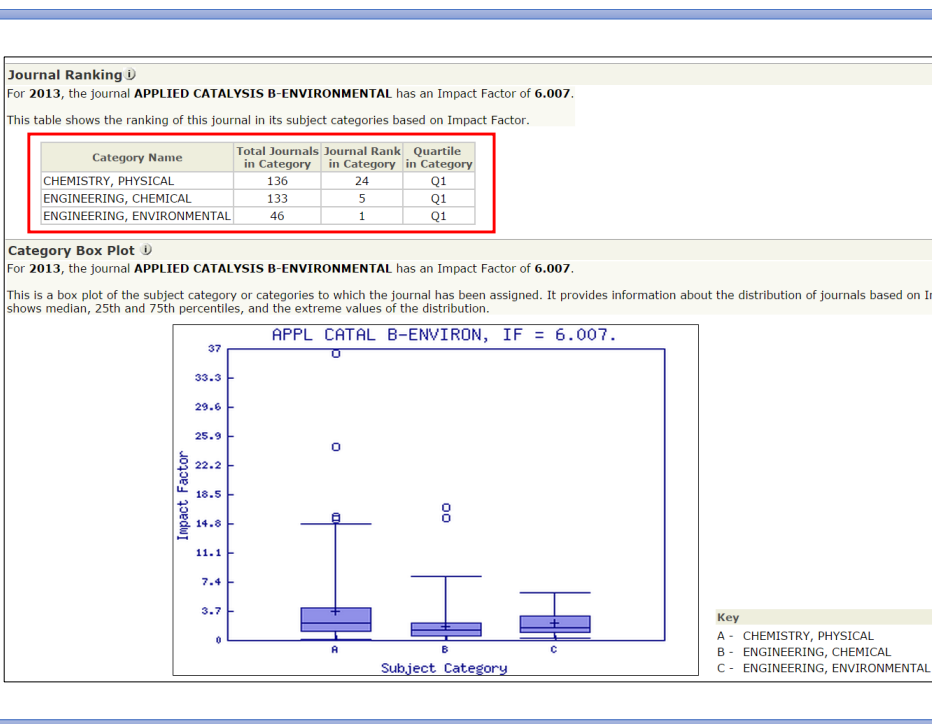 Journal Ranking
For 2013, the journal APPLIED CATALYSIS B-ENVIRONMENTAL has an Impact Factor of 6.007.
This table shows the ranking of this journal in its subject categories based on Impact Factor.
Category Name Total Journals in Category Journal Rank in Category Quartile in Category
CHEMISTRY, PHYSICAL 136 24 Q1
ENGINEERING, CHEMICAL 133 5 Q1
ENGINEERING, ENVIRONMENTAL 46 1 Q1
Category Box Plot
For 2013, the journal APPLIED CATALYSIS B-ENVIRONMENTAL has an Impact Factor of 6.007.
This is a box plot of the subject category or categories to which the journal has been assigned. It provides information about the distribution of journals based on
shows median, 25th and 75th percentiles, and the extreme values of the distribution.
APPL CATAL B-ENVIRON, IF = 6.007.
37
33.3
29.6
25.9
22.2
18.5
14.8
11.1
7.4
3.7
0
Impact Factor
A B C
Subject Category
Key
A - CHEMISTRY, PHYSICAL
B - ENGINEERING, CHEMICAL
C - ENGINEERING, ENVIRONMENTAL